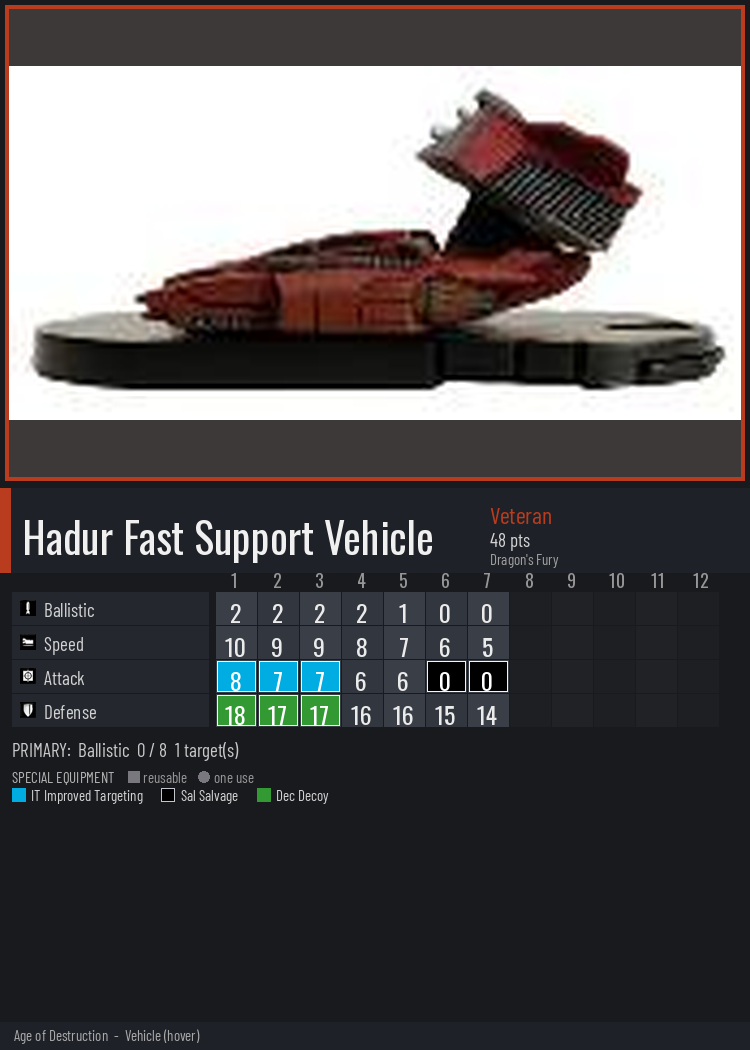 Hadur Fast Support Vehicle
Veteran
48 pts
Dragon's Fury
1 2 3 4 5 6 7 8 9 10 11 12
Ballistic 2 2 2 2 1 0 0
Speed 10 9 9 8 7 6 5
Attack 8 7 7 6 6 0 0
Defense 18 17 17 16 16 15 14
PRIMARY: Ballistic 0 / 8 1 target(s)
SPECIAL EQUIPMENT reusable one use
IT Improved Targeting Sal Salvage Dec Decoy
Age of Destruction - Vehicle (hover)